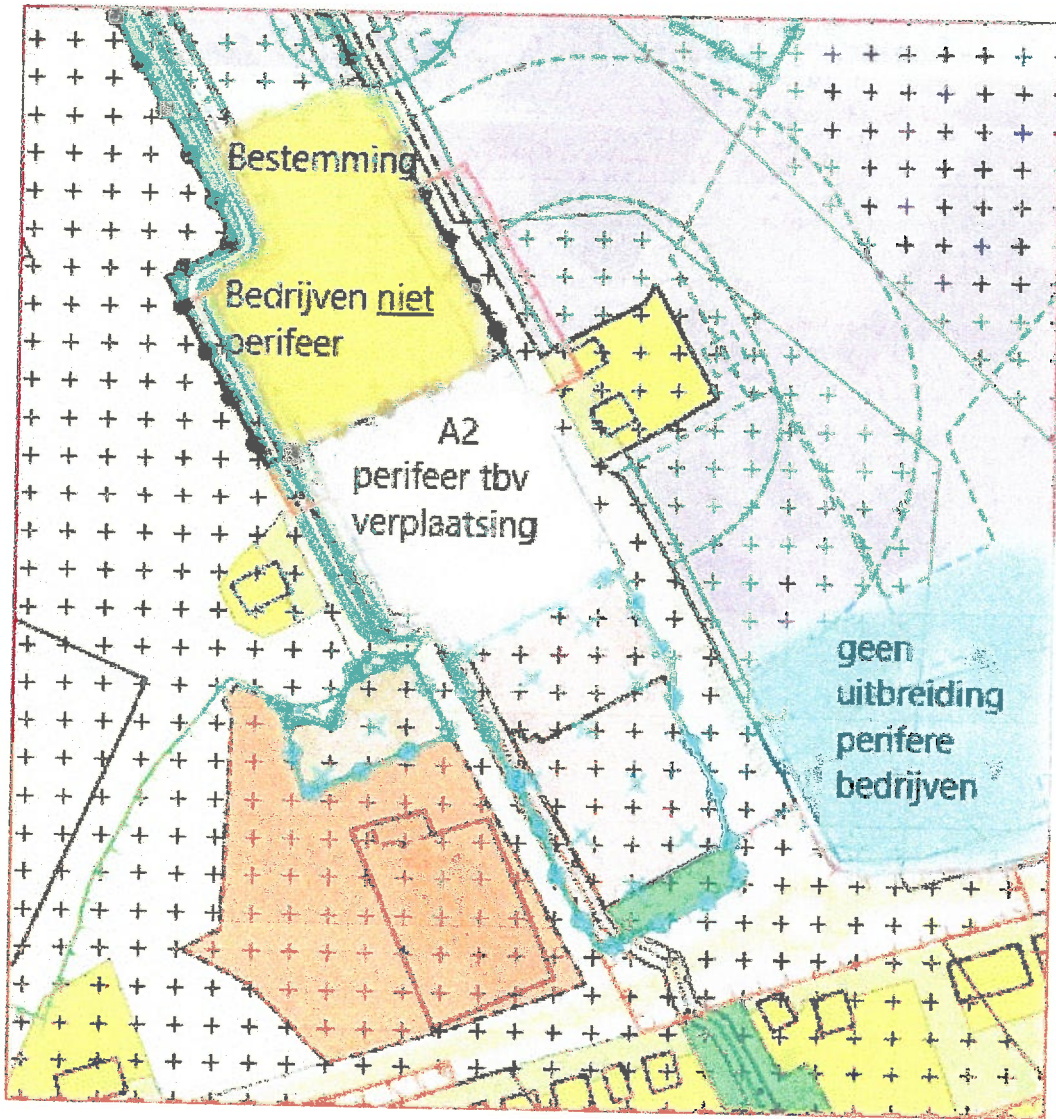 Bestemming
Bedrijven niet
perifeer
A2
perifeer tbv
verplaatsing
geen
uitbreiding
perifere
bedrijven